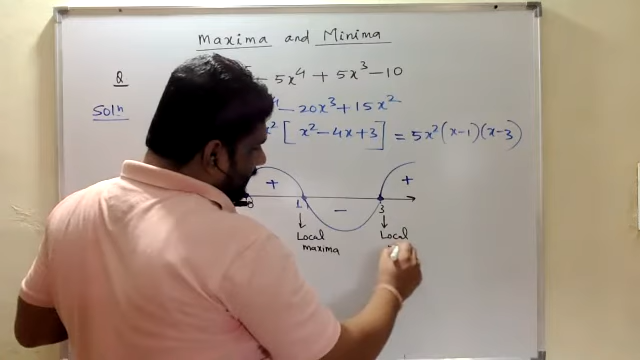 Maxima and Minima
Q
- 5x⁴ + 5x³ - 10
Solⁿ
- 20x³ + 15x²
[ x² - 4x + 3 ] = 5x² (x-1) (x-3)
+ - +
1 3
Local Local
maxima